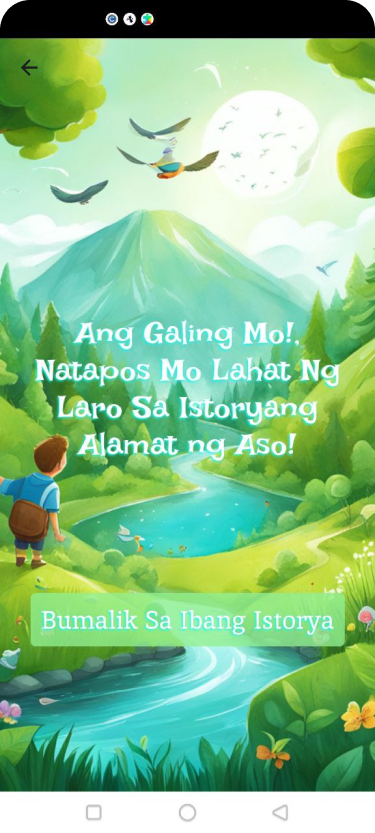 Ang Galing Mo!,
Natapos Mo Lahat Ng
Laro Sa Istoryang
Alamat ng Aso!
Bumalik Sa Ibang Istorya